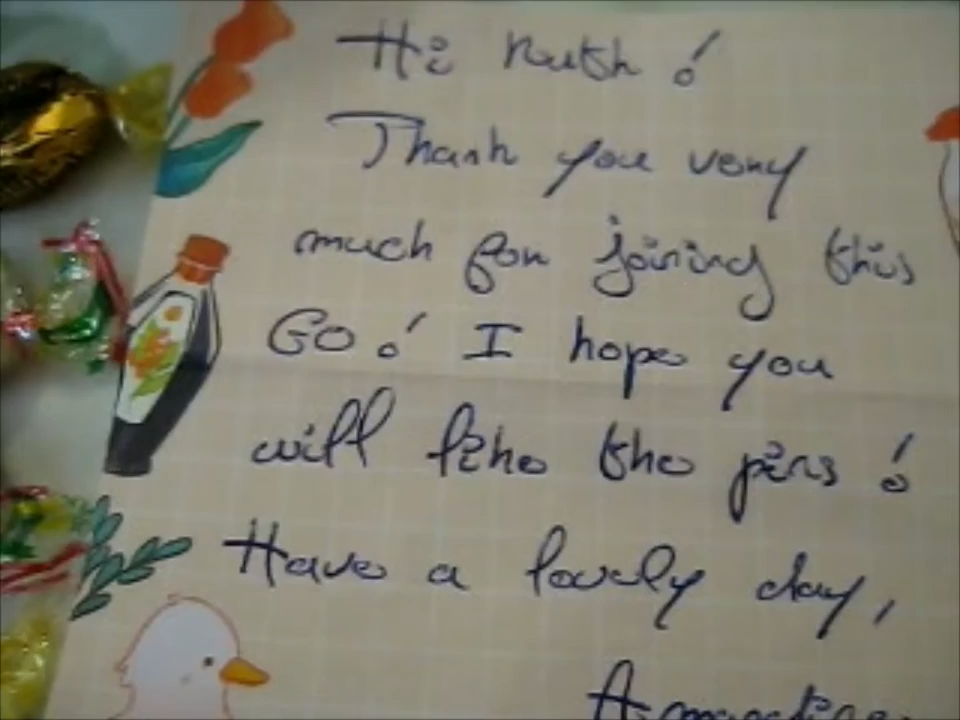 Hi Ruth!
Thank you very
much for joining this
GO! I hope you
will like the pins!
Have a lovely day,